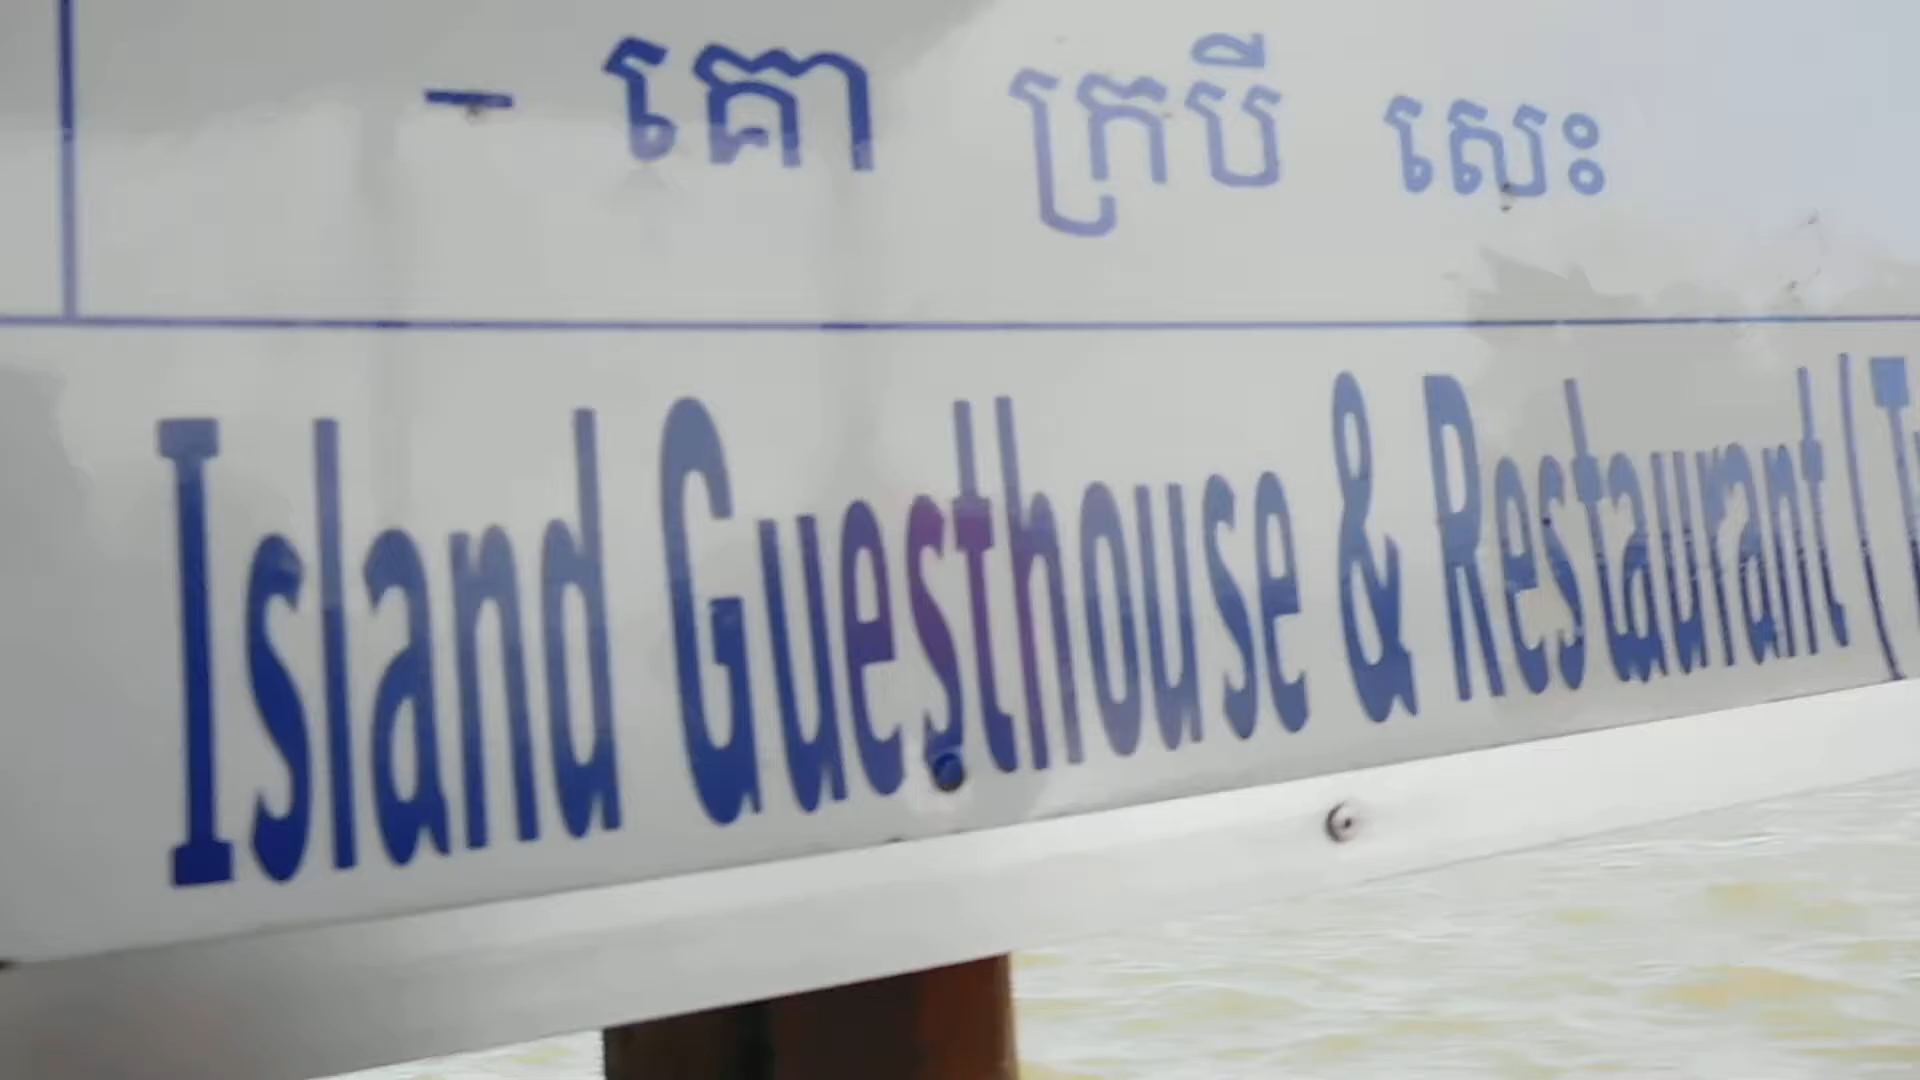 - គោ ក្របី សេះ
Island Guesthouse & Restaurant (